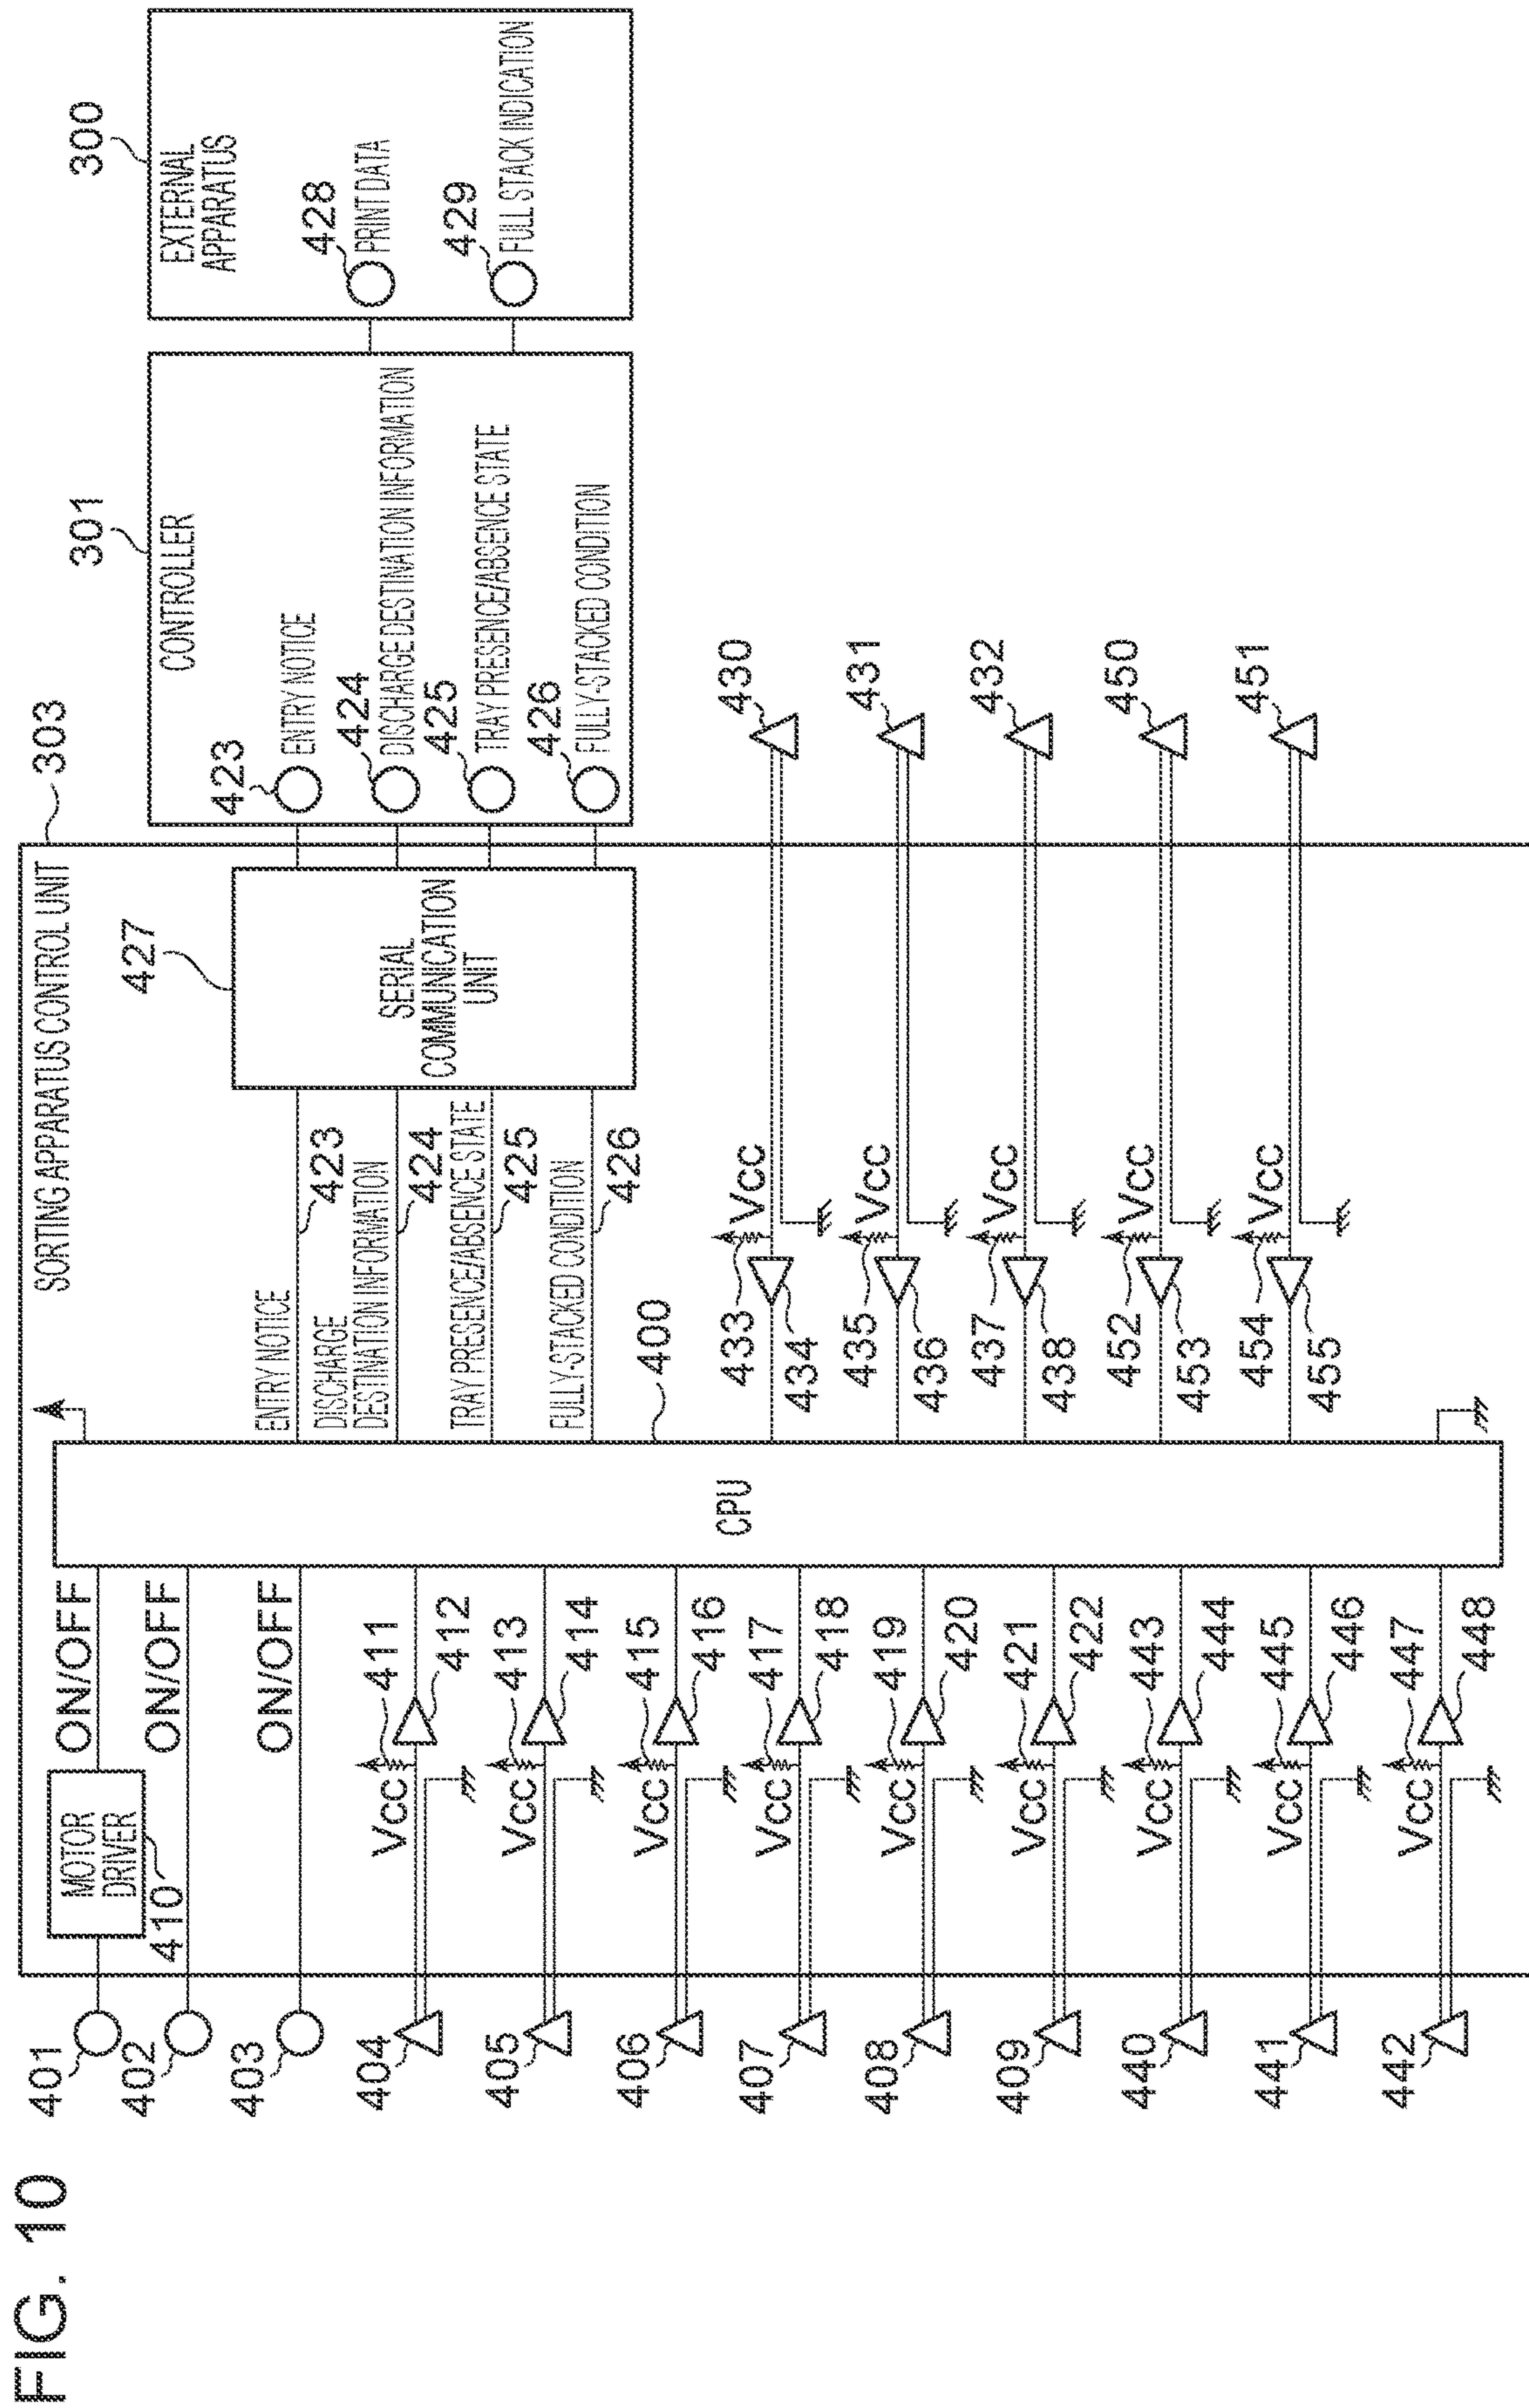 FIG. 10
303
SORTING APPARATUS CONTROL UNIT
401
MOTOR
DRIVER
410
ON/OFF
402
ON/OFF
403
ON/OFF
404
Vcc
411
412
405
Vcc
413
414
406
Vcc
415
416
407
Vcc
417
418
408
Vcc
419
420
409
Vcc
421
422
440
Vcc
443
444
441
Vcc
445
446
442
Vcc
447
448
CPU
400
ENTRY NOTICE
423
DISCHARGE
DESTINATION INFORMATION
424
TRAY PRESENCE/ABSENCE STATE
425
FULLY-STACKED CONDITION
426
427
SERIAL
COMMUNICATION
UNIT
433
Vcc
434
430
435
Vcc
436
431
437
Vcc
438
432
452
Vcc
453
450
454
Vcc
455
451
301
CONTROLLER
423
ENTRY NOTICE
424
DISCHARGE DESTINATION INFORMATION
425
TRAY PRESENCE/ABSENCE STATE
426
FULLY-STACKED CONDITION
300
EXTERNAL
APPARATUS
428
PRINT DATA
429
FULL STACK INDICATION